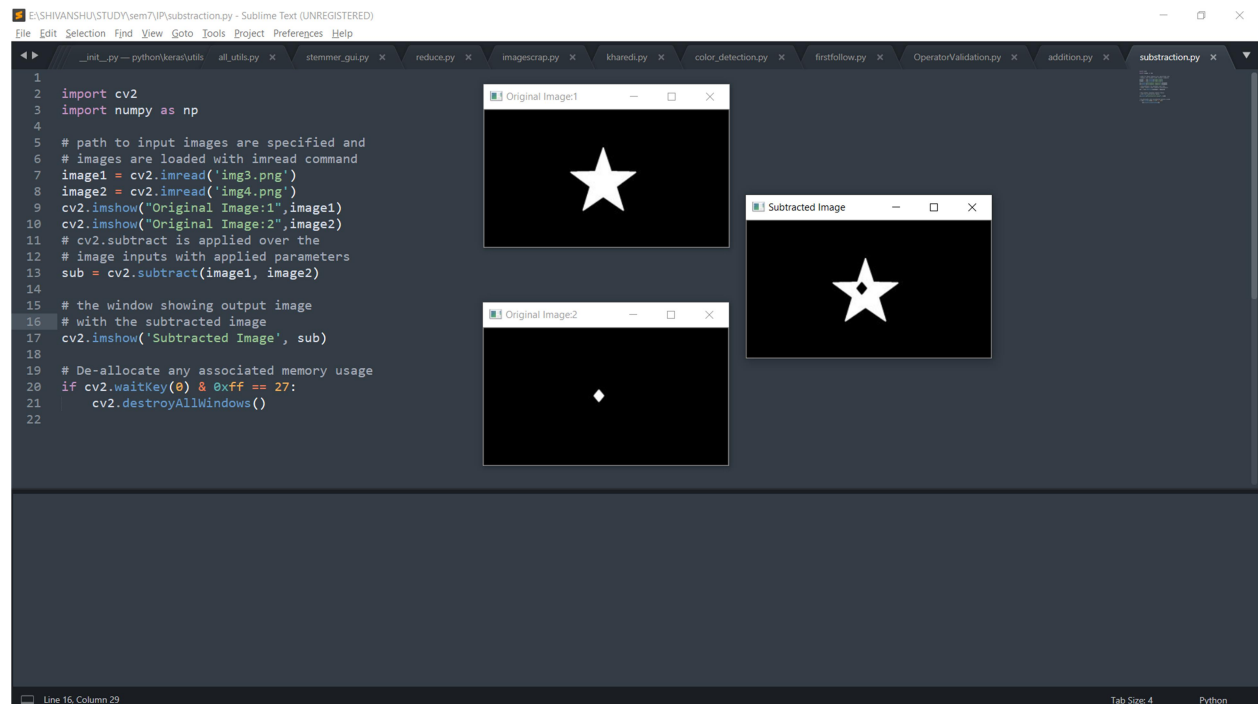 E:\SHIVANSHU\STUDY\sem7\IP\substraction.py - Sublime Text (UNREGISTERED)
File Edit Selection Find View Goto Tools Project Preferences Help
__init__.py — python\keras\utils all_utils.py stemmer_gui.py reduce.py imagescrap.py kharedi.py color_detection.py firstfollow.py OperatorValidation.py addition.py substraction.py
1
2 import cv2
3 import numpy as np
4
5 # path to input images are specified and
6 # images are loaded with imread command
7 image1 = cv2.imread('img3.png')
8 image2 = cv2.imread('img4.png')
9 cv2.imshow("Original Image:1",image1)
10 cv2.imshow("Original Image:2",image2)
11 # cv2.subtract is applied over the
12 # image inputs with applied parameters
13 sub = cv2.subtract(image1, image2)
14
15 # the window showing output image
16 # with the subtracted image
17 cv2.imshow('Subtracted Image', sub)
18
19 # De-allocate any associated memory usage
20 if cv2.waitKey(0) & 0xff == 27:
21 cv2.destroyAllWindows()
22
Original Image:1
Subtracted Image
Original Image:2
Line 16, Column 29
Tab Size: 4
Python